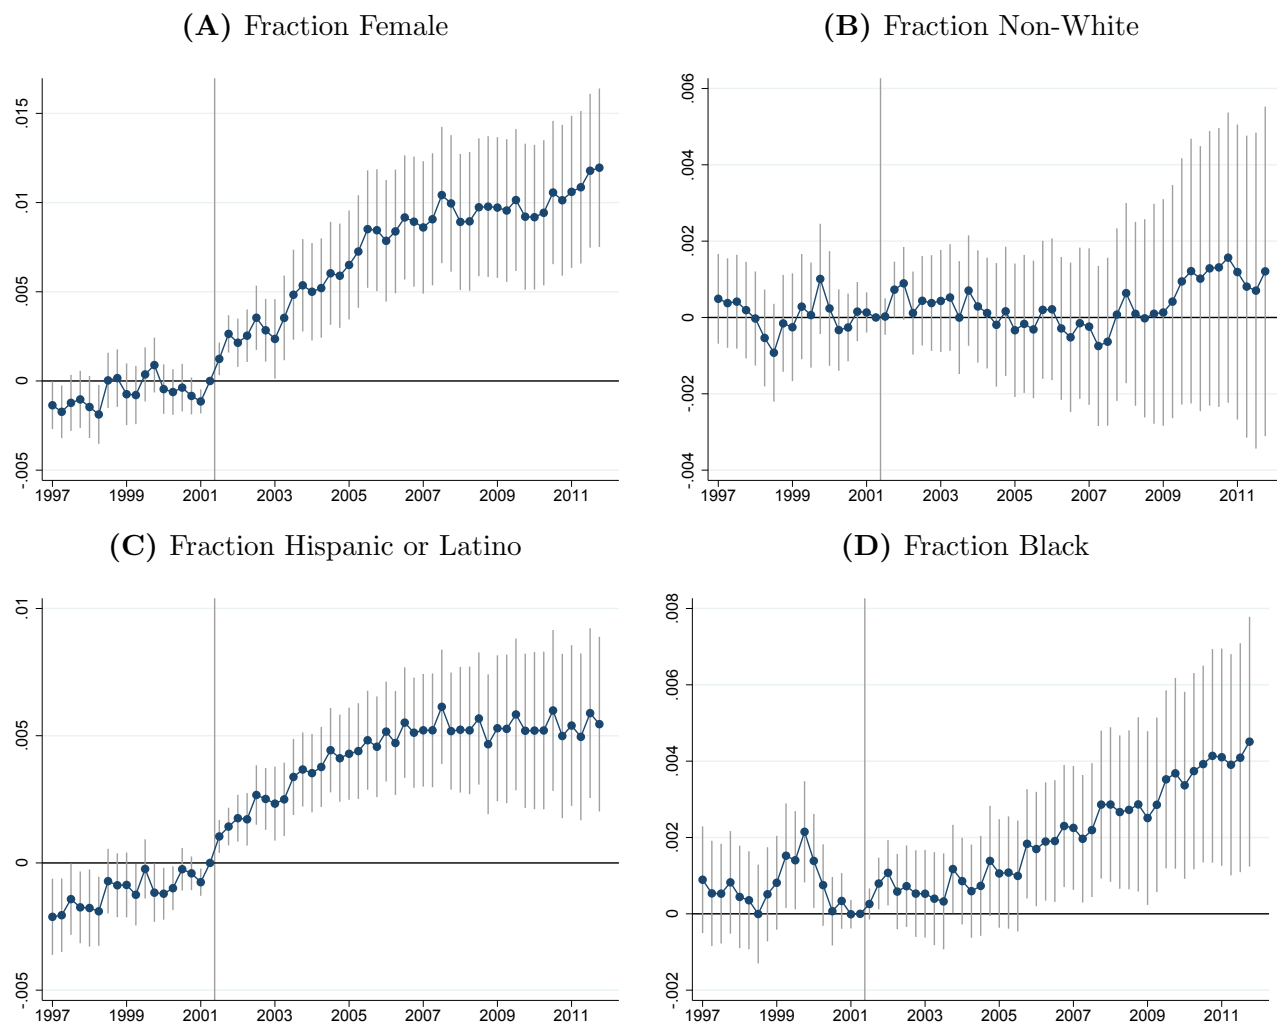 (A) Fraction Female
.015
.01
.005
0
-.005
1997 1999 2001 2003 2005 2007 2009 2011
(B) Fraction Non-White
.006
.004
.002
0
-.002
-.004
1997 1999 2001 2003 2005 2007 2009 2011
(C) Fraction Hispanic or Latino
.01
.005
0
-.005
1997 1999 2001 2003 2005 2007 2009 2011
(D) Fraction Black
.008
.006
.004
.002
0
-.002
1997 1999 2001 2003 2005 2007 2009 2011